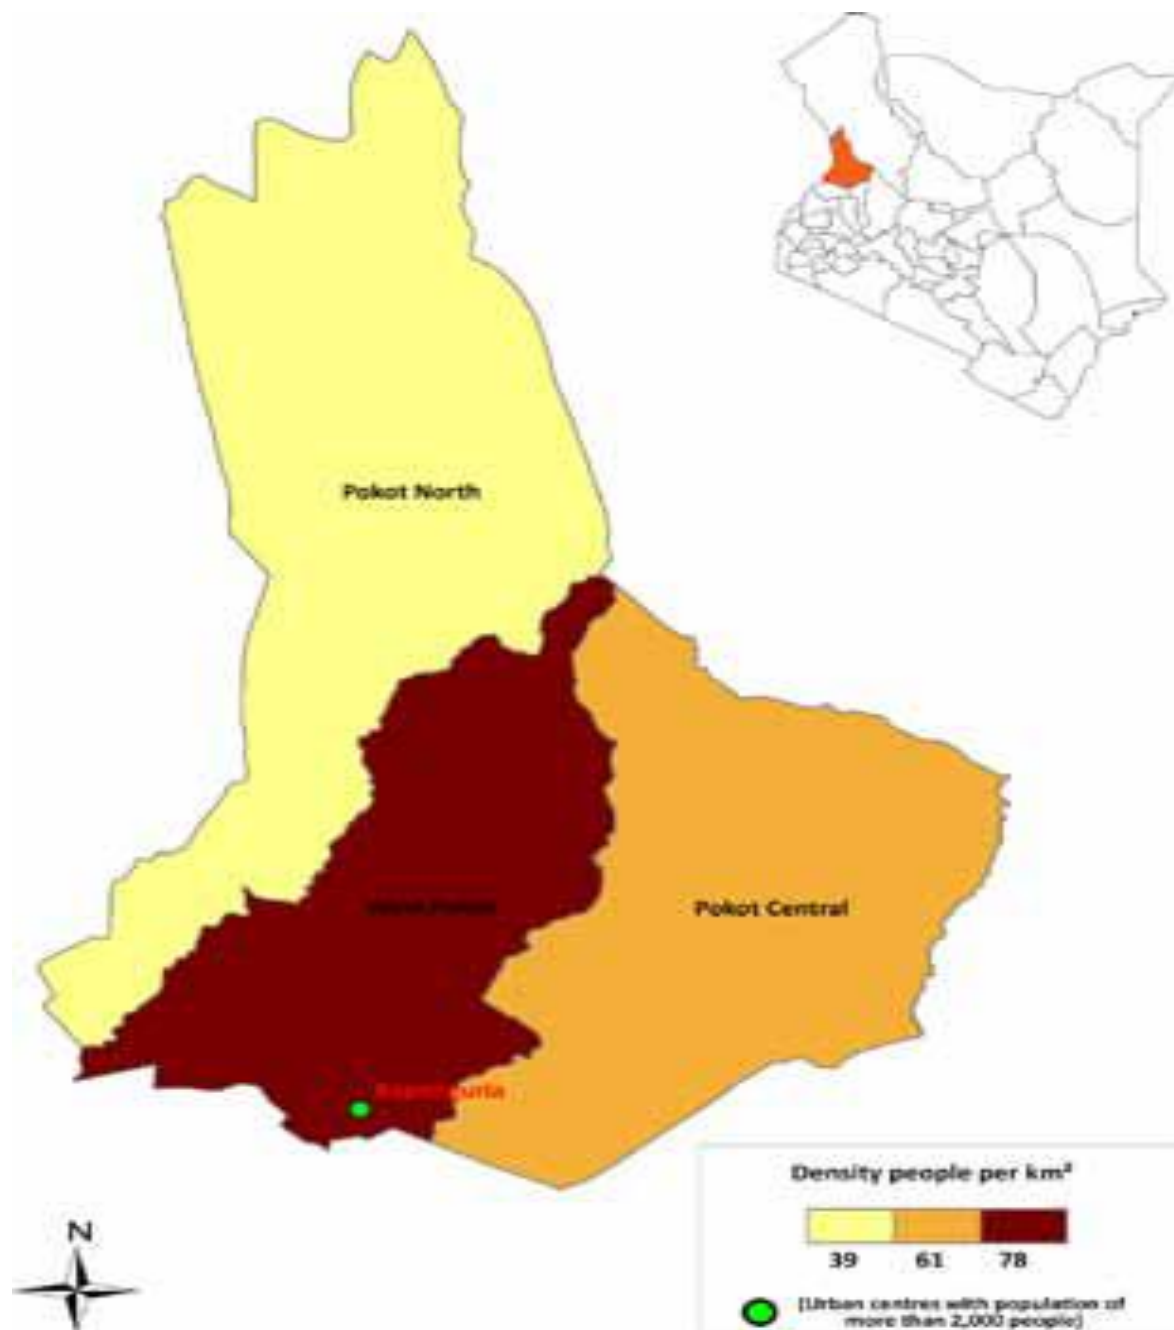 Pokot North
Pokot Central
Density people per km²
39 61 78
[Urban centres with population of
more than 2,000 people]
N